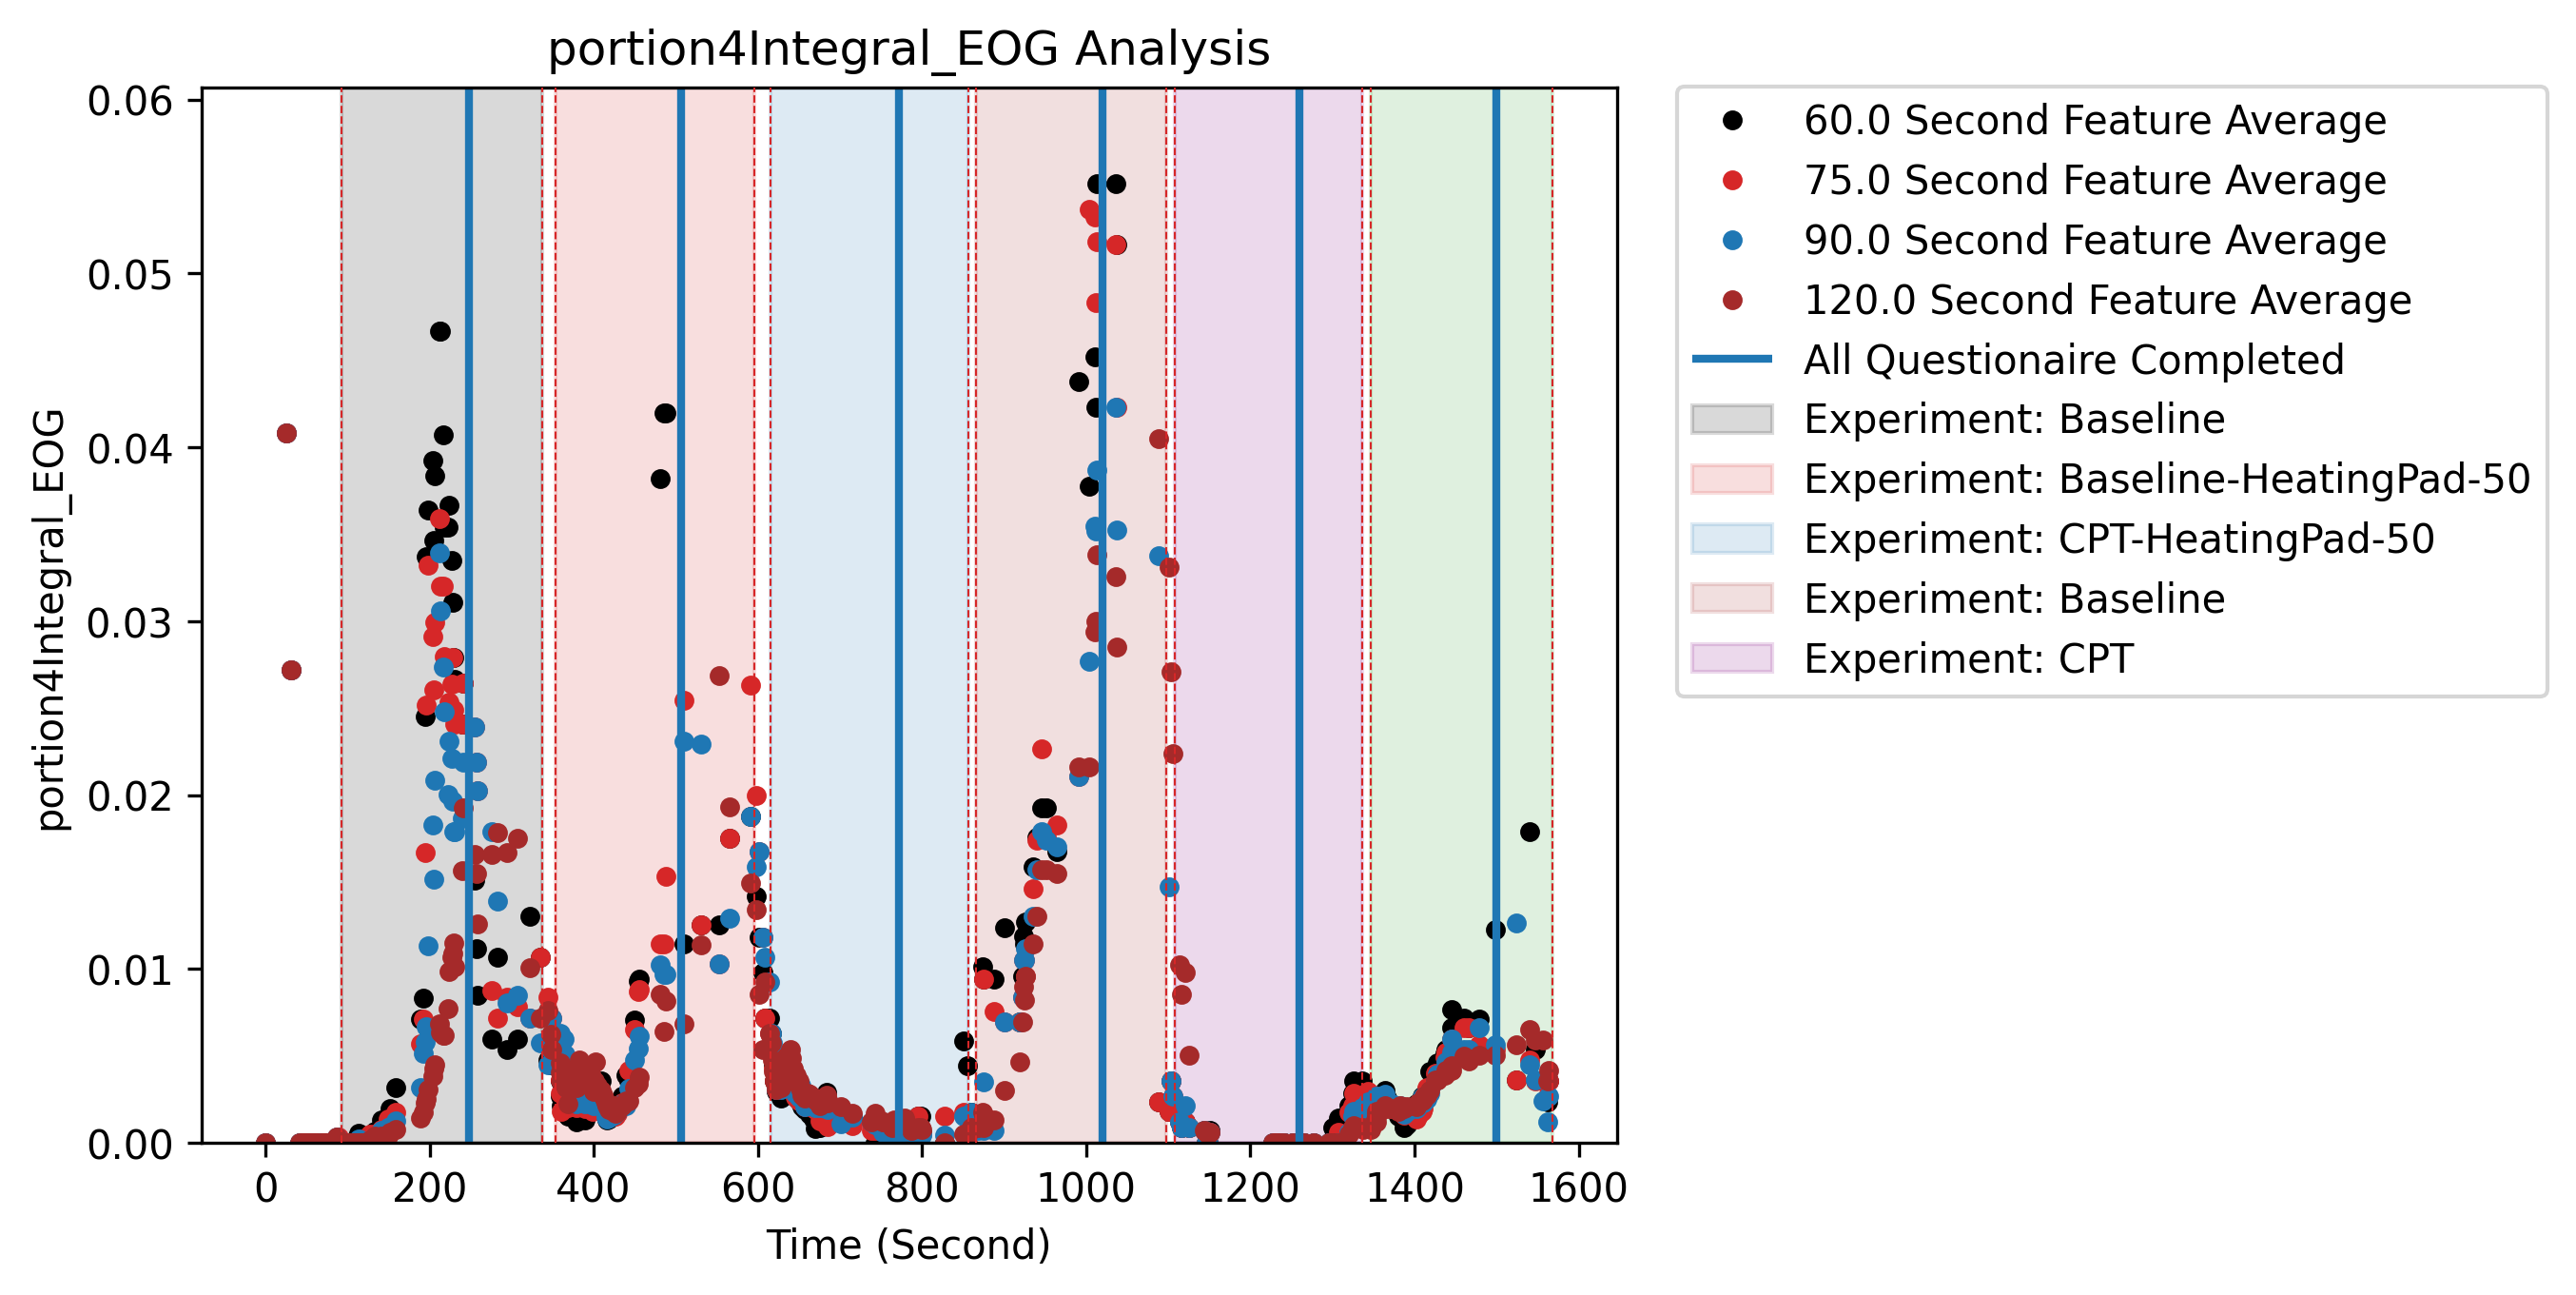 portion4Integral_EOG Analysis
0.06
0.05
0.04
0.03
0.02
0.01
0.00
portion4Integral_EOG
0 200 400 600 800 1000 1200 1400 1600
Time (Second)
60.0 Second Feature Average
75.0 Second Feature Average
90.0 Second Feature Average
120.0 Second Feature Average
All Questionaire Completed
Experiment: Baseline
Experiment: Baseline-HeatingPad-50
Experiment: CPT-HeatingPad-50
Experiment: Baseline
Experiment: CPT